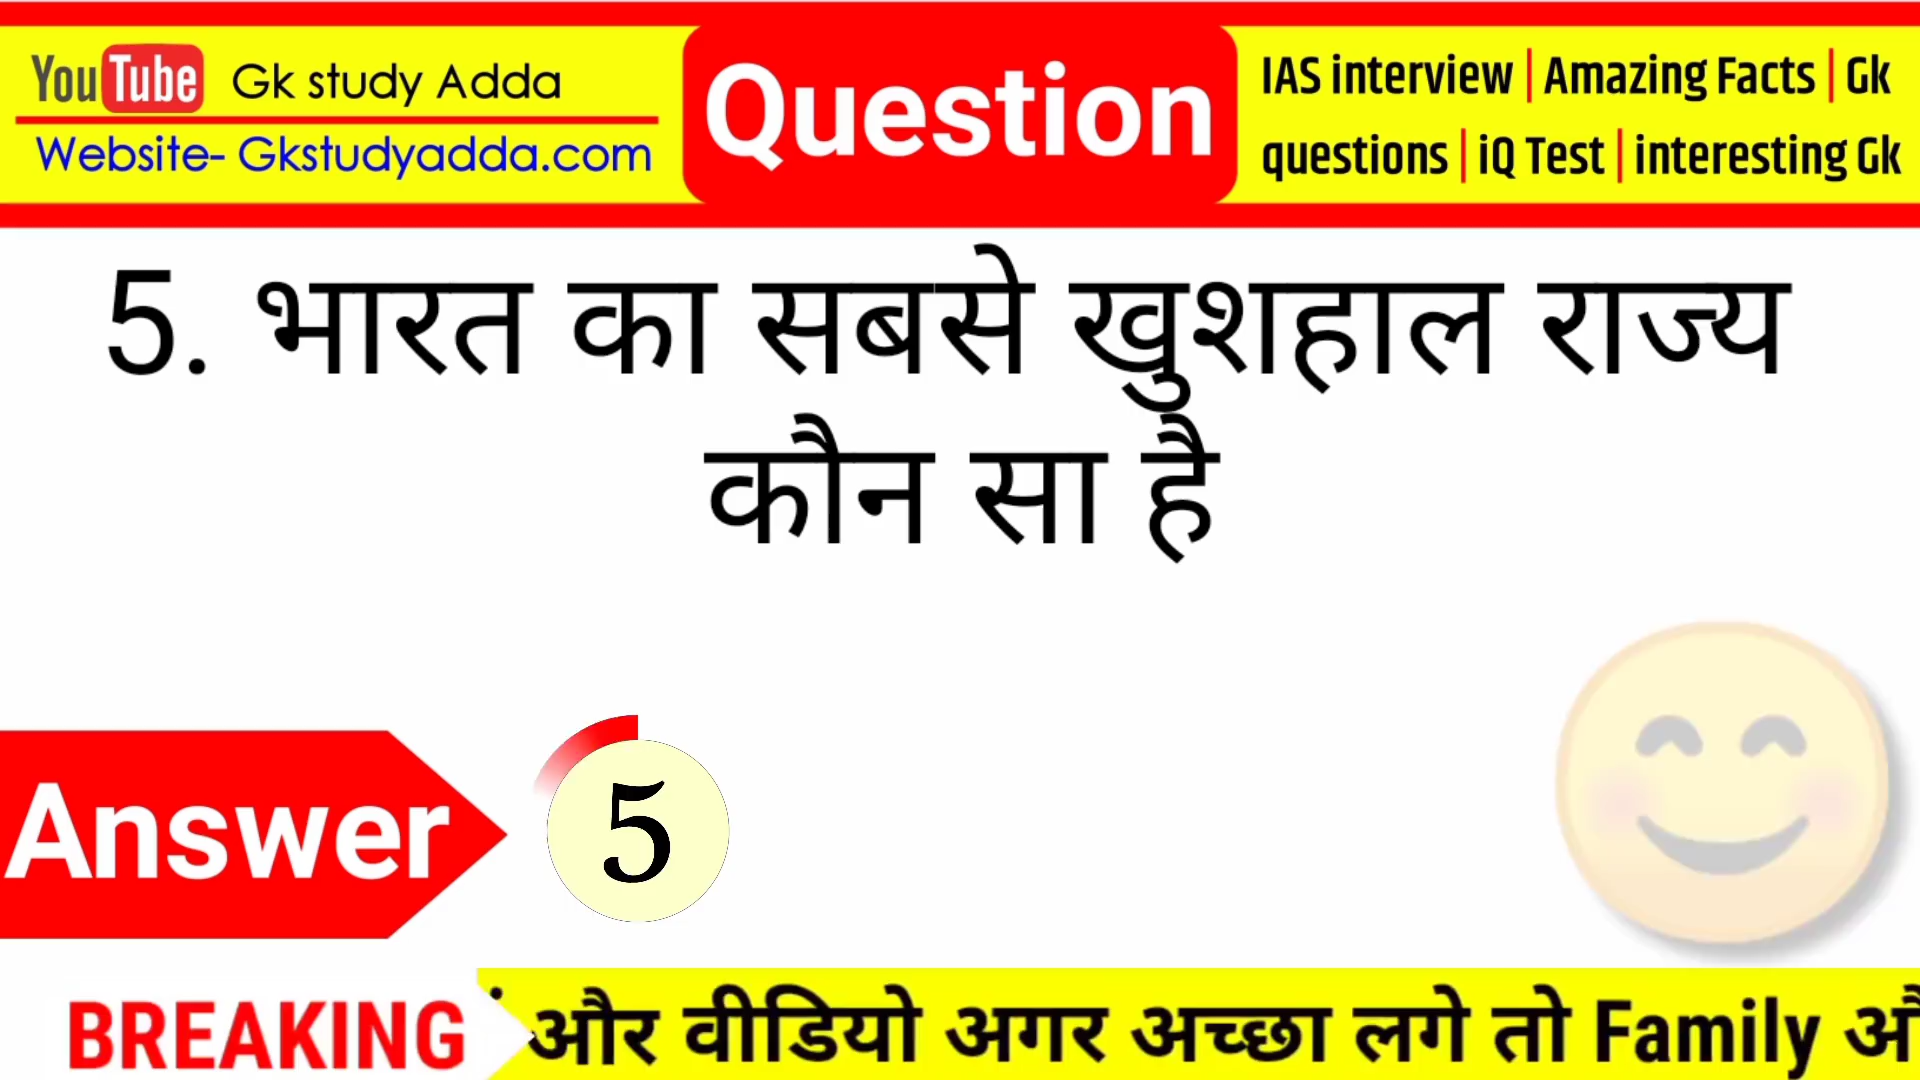 YouTube Gk study Adda
Website- Gkstudyadda.com
Question
IAS interview | Amazing Facts | Gk
questions | iQ Test | interesting Gk
5. भारत का सबसे खुशहाल राज्य
कौन सा है
Answer
5
BREAKING
और वीडियो अगर अच्छा लगे तो Family